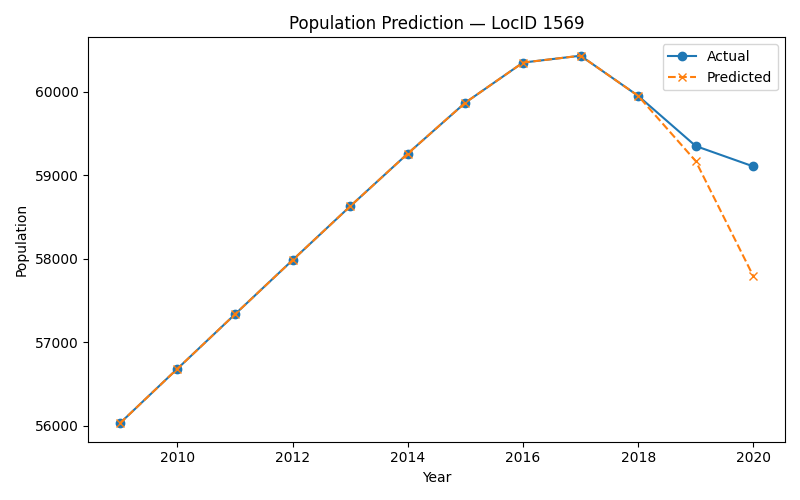 Population Prediction — LocID 1569
Actual
Predicted
60000
59000
58000
57000
56000
Population
2010
2012
2014
2016
2018
2020
Year